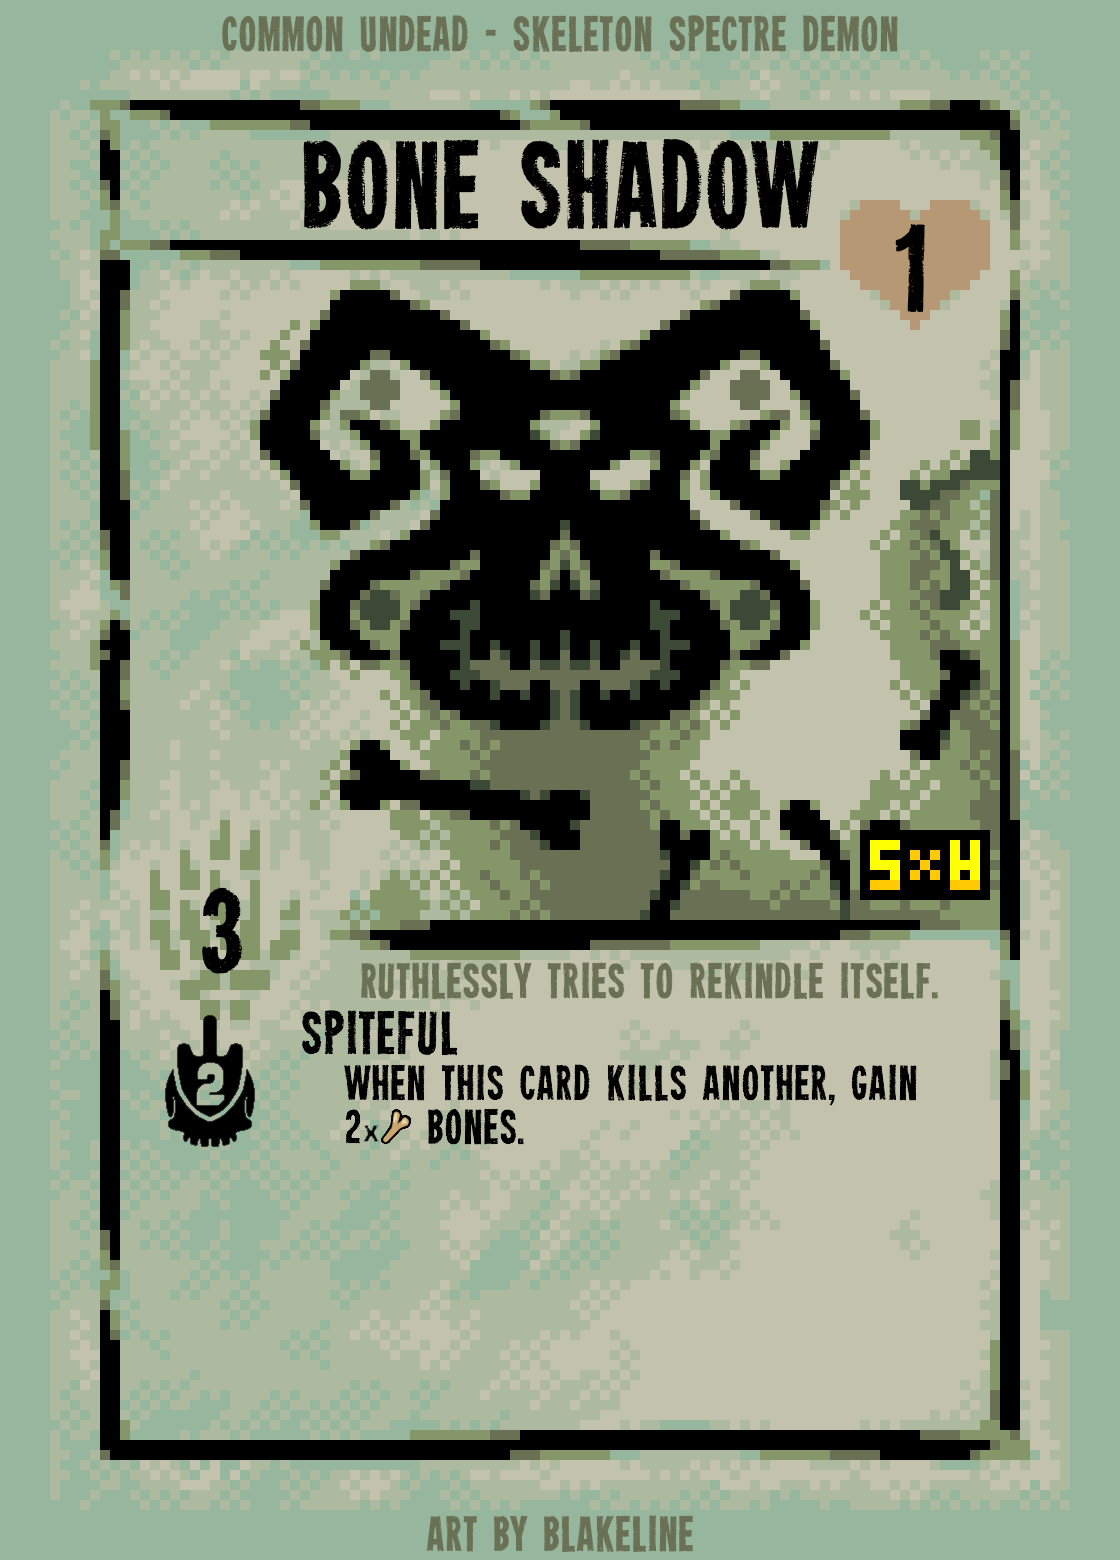 COMMON UNDEAD - SKELETON SPECTRE DEMON
BONE SHADOW
1
3
RUTHLESSLY TRIES TO REKINDLE ITSELF.
2
SPITEFUL
WHEN THIS CARD KILLS ANOTHER, GAIN
2x BONES.
ART BY BLAKELINE